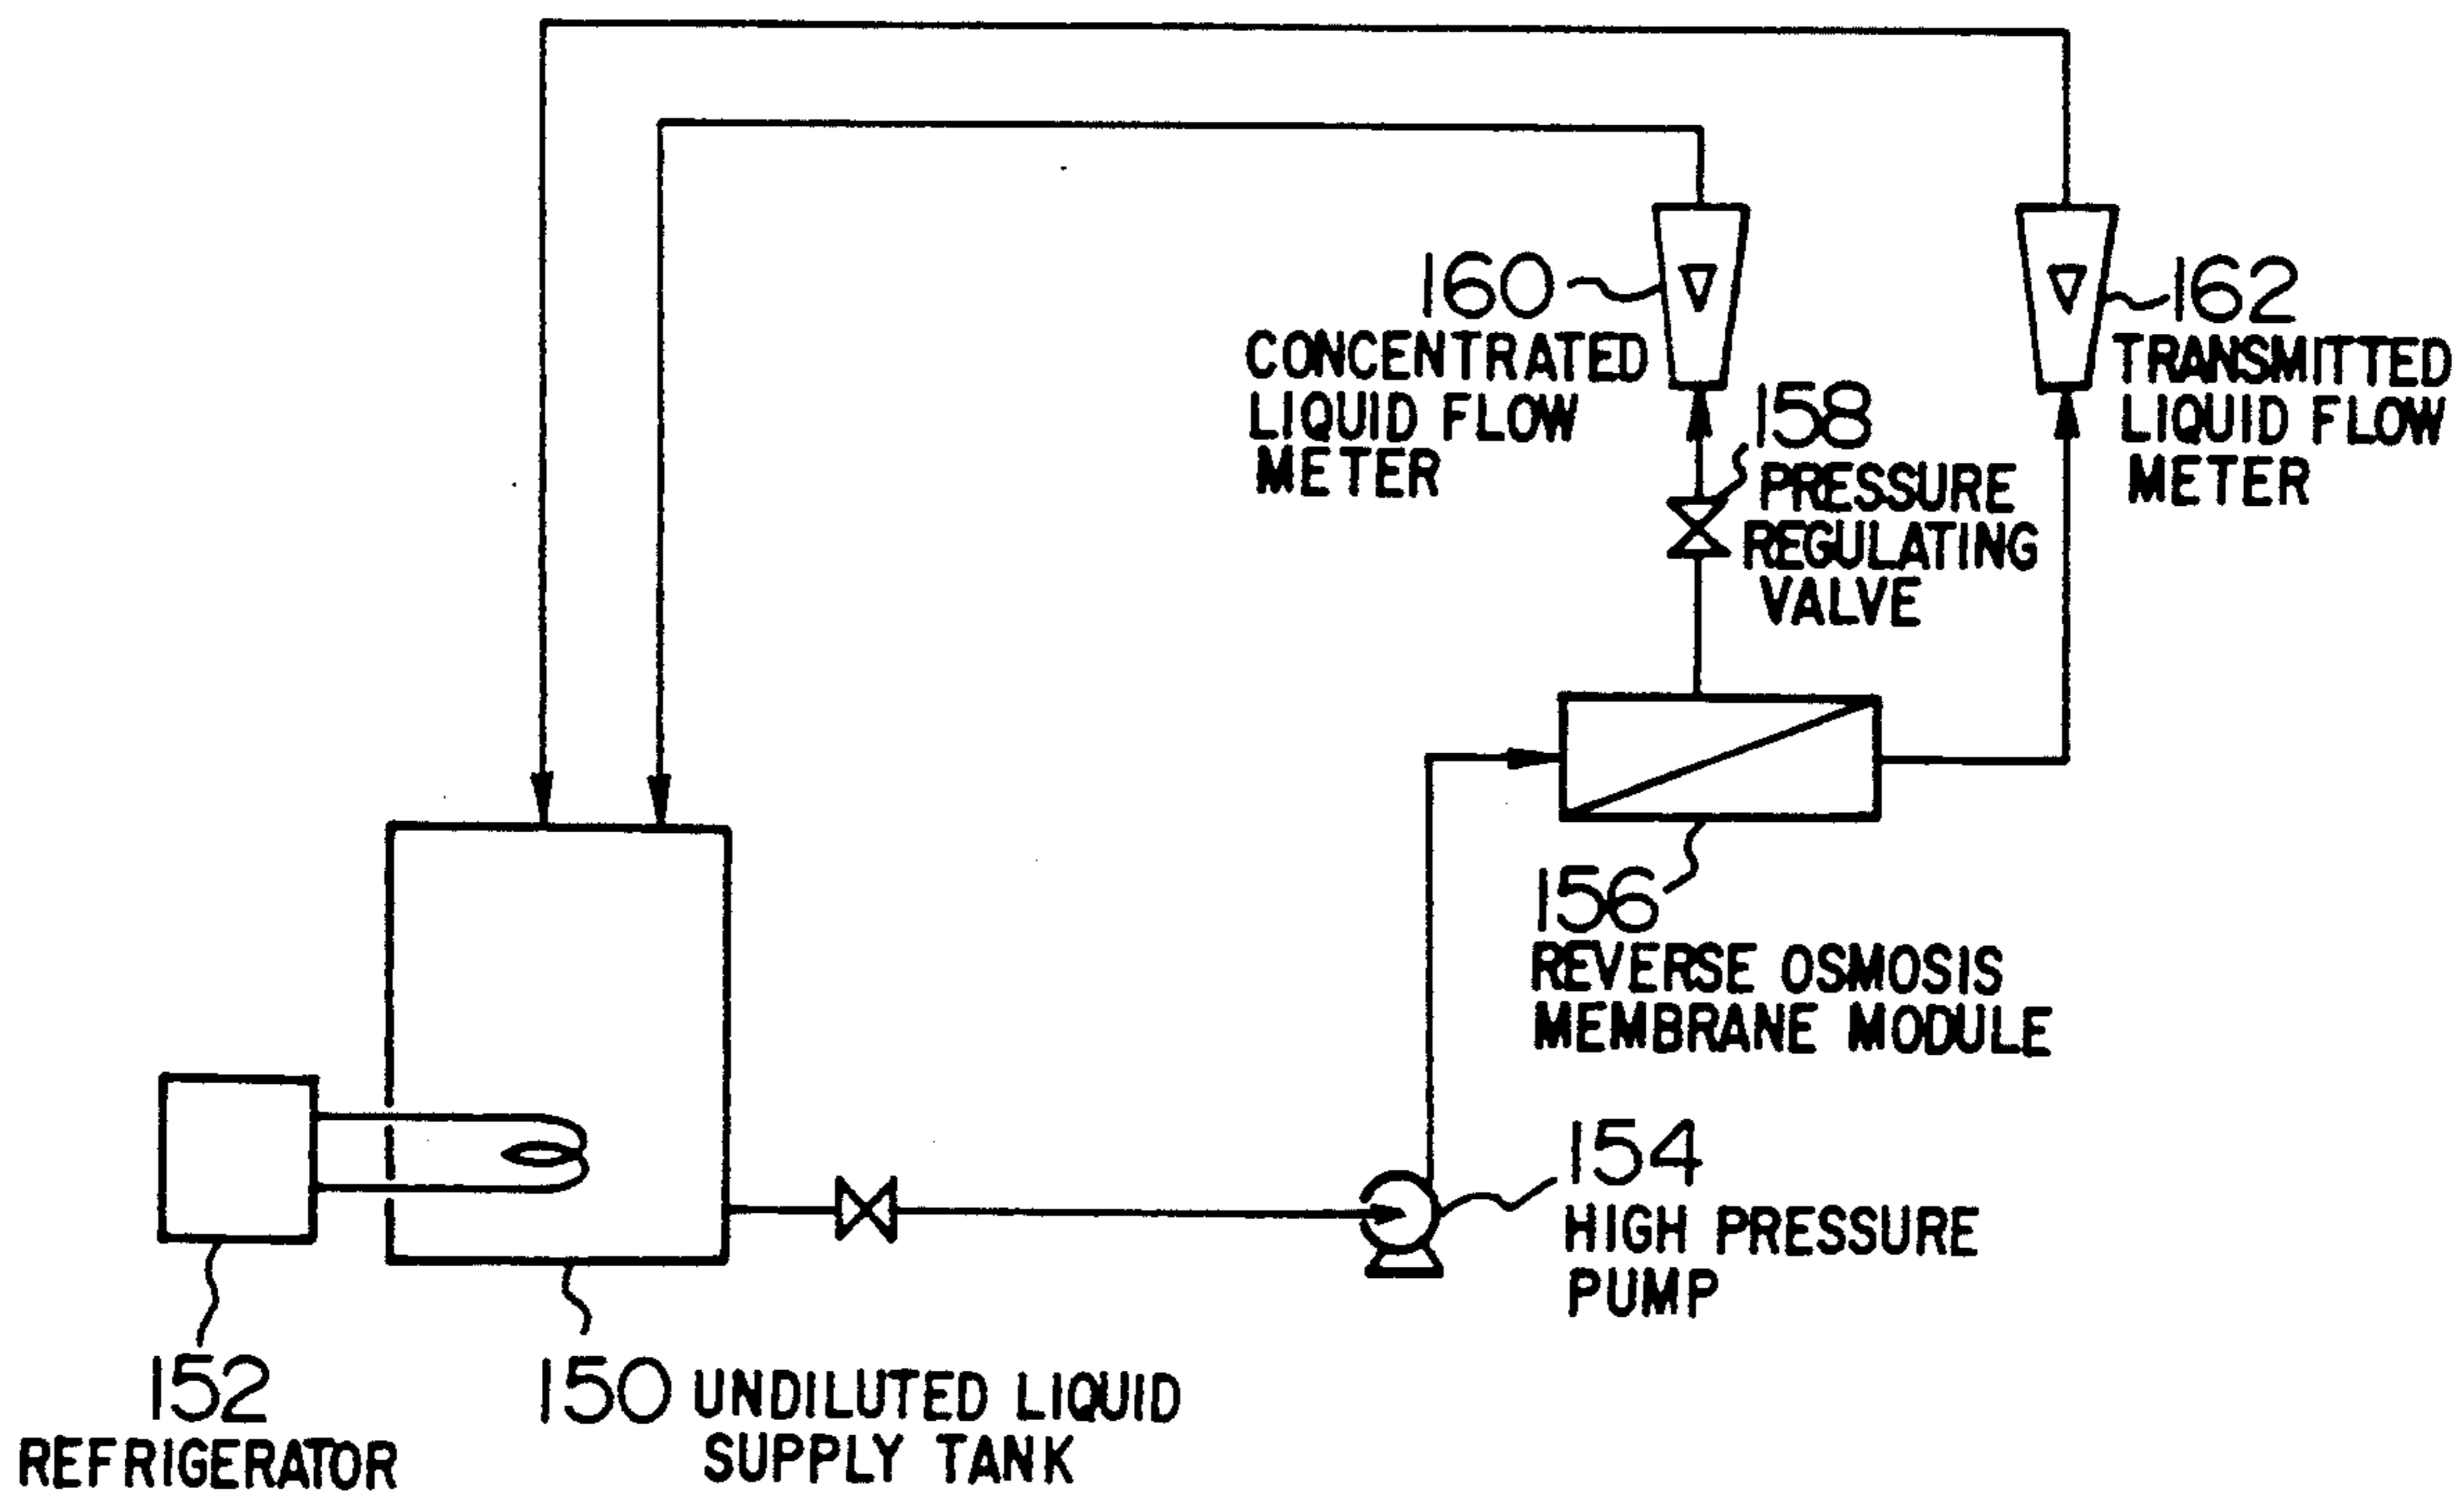 160
CONCENTRATED
LIQUID FLOW
METER
162
TRANSMITTED
LIQUID FLOW
METER
158
PRESSURE
REGULATING
VALVE
156
REVERSE OSMOSIS
MEMBRANE MODULE
154
HIGH PRESSURE
PUMP
152
REFRIGERATOR
150 UNDILUTED LIQUID
SUPPLY TANK